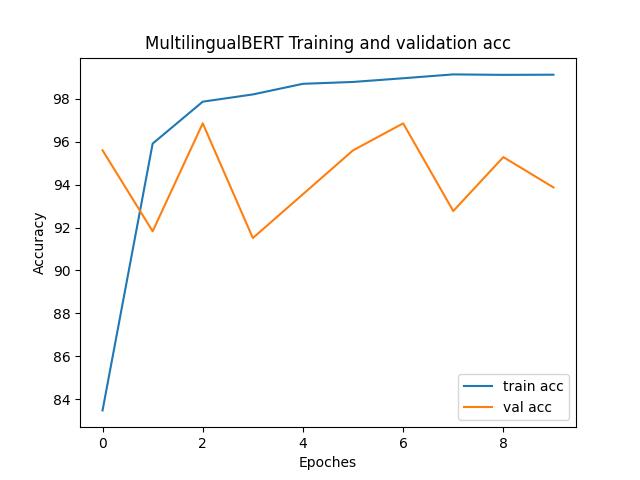 MultilingualBERT Training and validation acc
Accuracy
98
96
94
92
90
88
86
84
train acc
val acc
0 2 4 6 8
Epoches